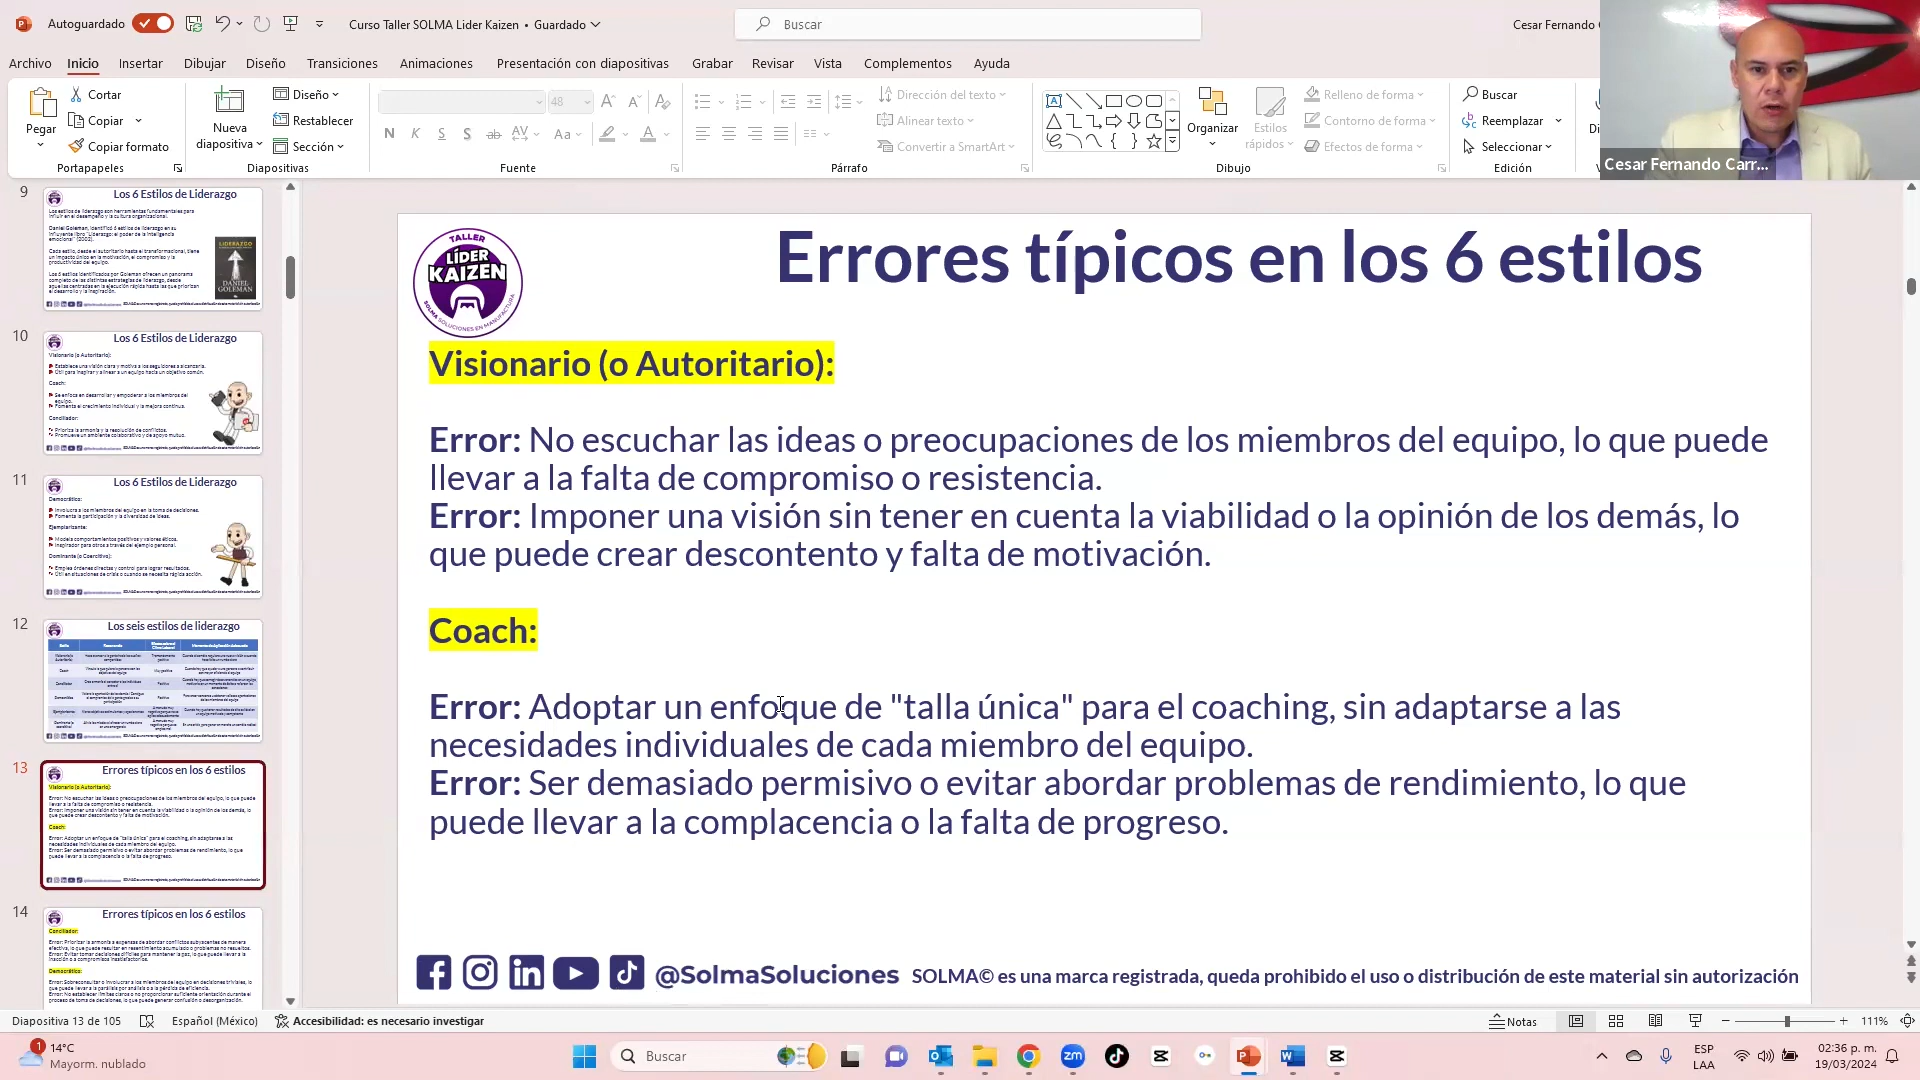 Autoguardado
Curso Taller SOLMA Lider Kaizen • Guardado
Buscar
Cesar Fernando
Archivo
Inicio
Insertar
Dibujar
Diseño
Transiciones
Animaciones
Presentación con diapositivas
Grabar
Revisar
Vista
Complementos
Ayuda
Pegar
Cortar
Copiar
Copiar formato
Portapapeles
Nueva
diapositiva
Diseño
Restablecer
Sección
Diapositivas
48
Fuente
Dirección del texto
Alinear texto
Convertir a SmartArt
Párrafo
Organizar
Estilos
rápidos
Relleno de forma
Contorno de forma
Efectos de forma
Dibujo
Buscar
Reemplazar
Seleccionar
Edición
Cesar Fernando Carr...
9
Los 6 Estilos de Liderazgo
10
Los 6 Estilos de Liderazgo
11
Los 6 Estilos de Liderazgo
12
Los seis estilos de liderazgo
13
Errores típicos en los 6 estilos
14
Errores típicos en los 6 estilos
TALLER
LÍDER
KAIZEN
SOLMA SOLUCIONES EN MANUFACTURA
Errores típicos en los 6 estilos
Visionario (o Autoritario):
Error: No escuchar las ideas o preocupaciones de los miembros del equipo, lo que puede
llevar a la falta de compromiso o resistencia.
Error: Imponer una visión sin tener en cuenta la viabilidad o la opinión de los demás, lo
que puede crear descontento y falta de motivación.
Coach:
Error: Adoptar un enfoque de "talla única" para el coaching, sin adaptarse a las
necesidades individuales de cada miembro del equipo.
Error: Ser demasiado permisivo o evitar abordar problemas de rendimiento, lo que
puede llevar a la complacencia o la falta de progreso.
@SolmaSoluciones
SOLMA© es una marca registrada, queda prohibido el uso o distribución de este material sin autorización
Diapositiva 13 de 105
Español (México)
Accesibilidad: es necesario investigar
Notas
111%
1
14°C
Mayorm. nublado
Buscar
ESP
LAA
02:36 p. m.
19/03/2024